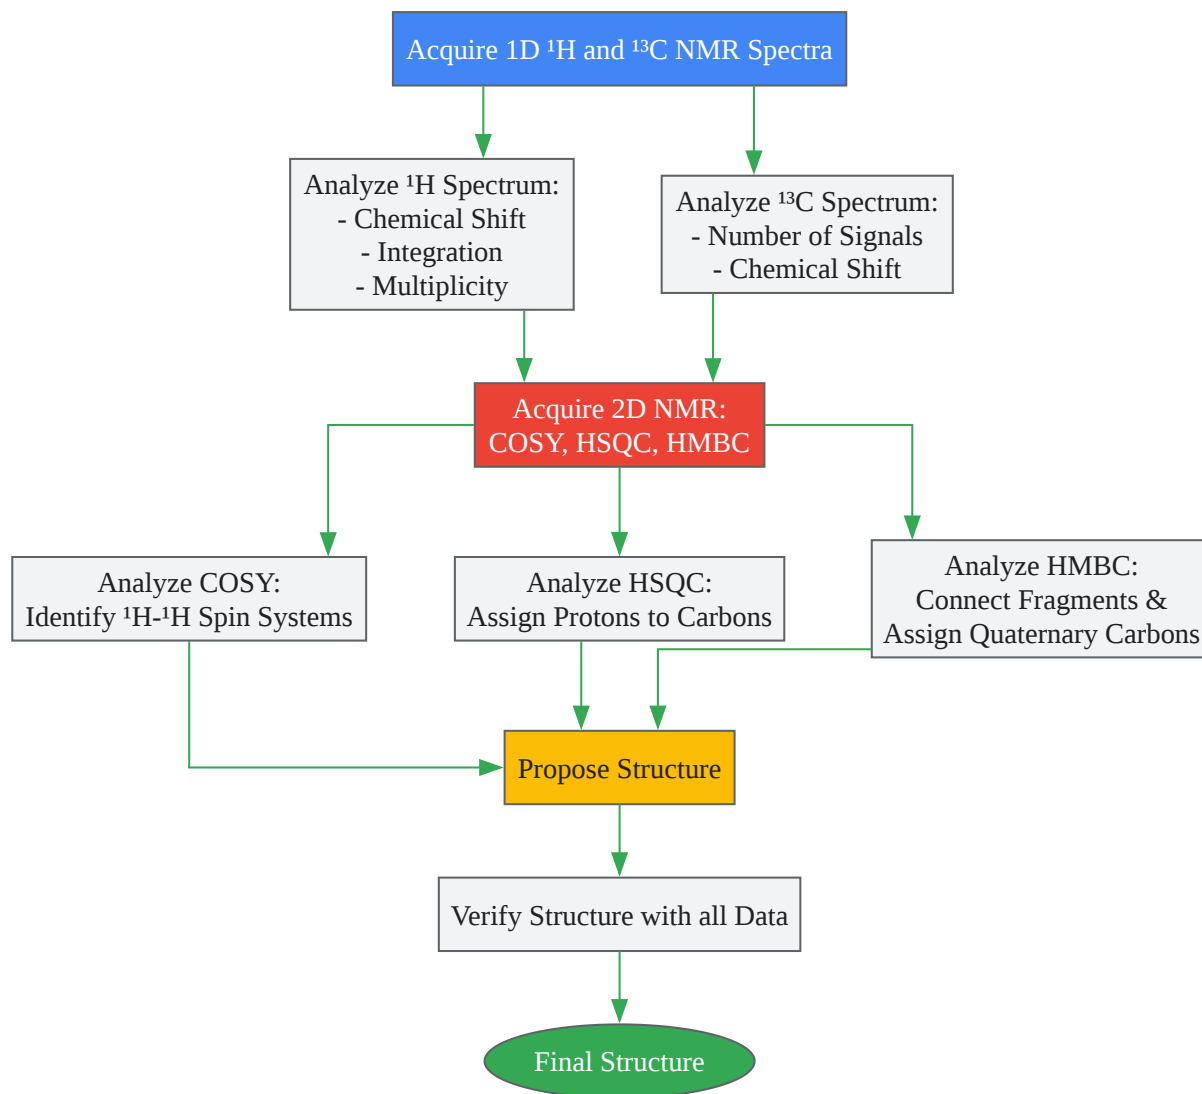 Acquire 1D ¹H and ¹³C NMR Spectra
Analyze ¹H Spectrum:
- Chemical Shift
- Integration
- Multiplicity
Analyze ¹³C Spectrum:
- Number of Signals
- Chemical Shift
Acquire 2D NMR:
COSY, HSQC, HMBC
Analyze COSY:
Identify ¹H-¹H Spin Systems
Analyze HSQC:
Assign Protons to Carbons
Analyze HMBC:
Connect Fragments &
Assign Quaternary Carbons
Propose Structure
Verify Structure with all Data
Final Structure